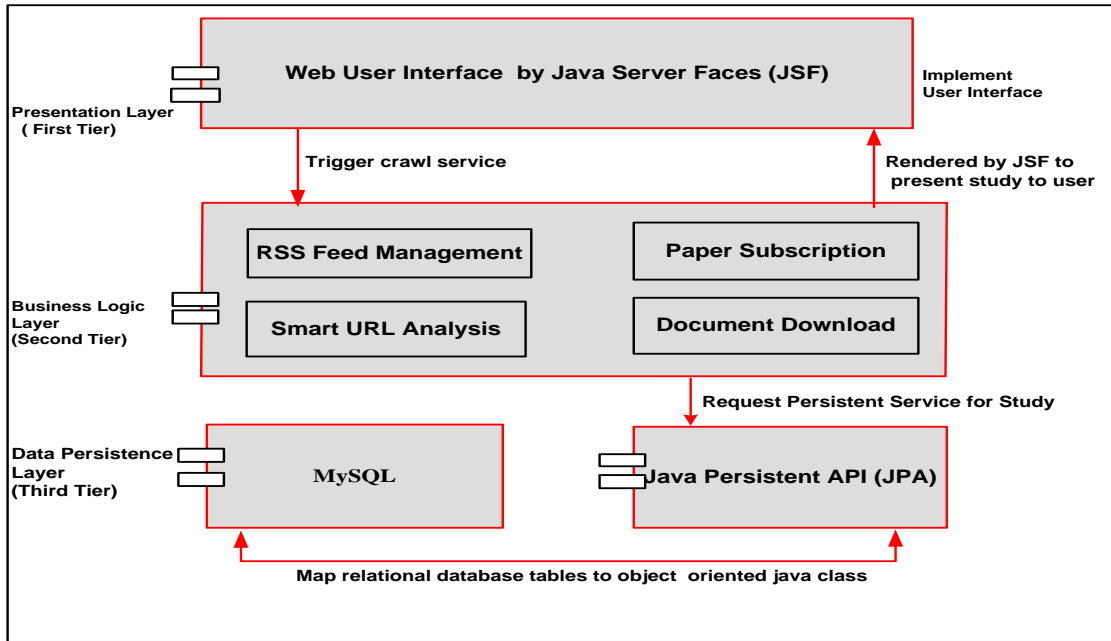 Web User Interface by Java Server Faces (JSF)
Implement
User Interface
Presentation Layer
( First Tier)
Trigger crawl service
Rendered by JSF to
present study to user
RSS Feed Management
Paper Subscription
Business Logic
Layer
(Second Tier)
Smart URL Analysis
Document Download
Request Persistent Service for Study
Data Persistence
Layer
(Third Tier)
MySQL
Java Persistent API (JPA)
Map relational database tables to object oriented java class